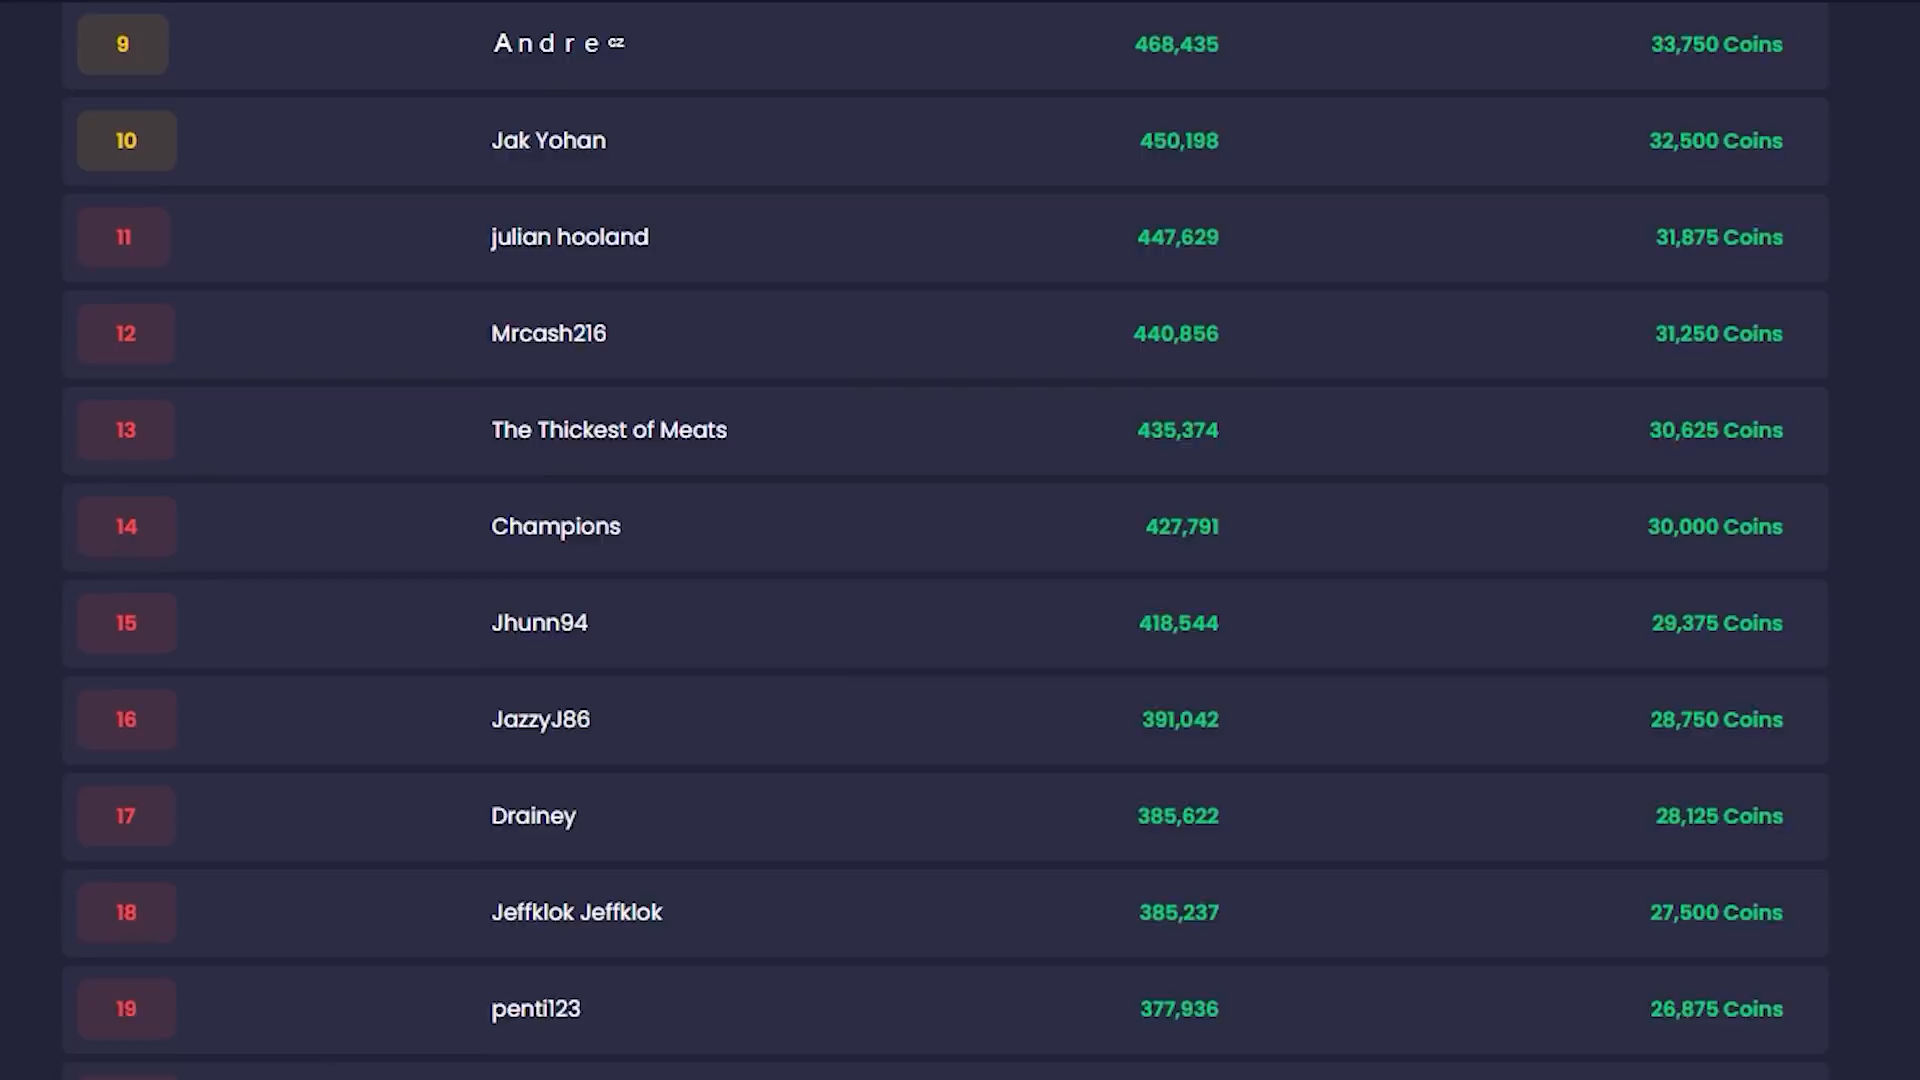 9 A n d r e cz 468,435 33,750 Coins
10 Jak Yohan 450,198 32,500 Coins
11 julian hooland 447,629 31,875 Coins
12 Mrcash216 440,856 31,250 Coins
13 The Thickest of Meats 435,374 30,625 Coins
14 Champions 427,791 30,000 Coins
15 Jhunn94 418,544 29,375 Coins
16 JazzyJ86 391,042 28,750 Coins
17 Drainey 385,622 28,125 Coins
18 Jeffklok Jeffklok 385,237 27,500 Coins
19 penti123 377,936 26,875 Coins